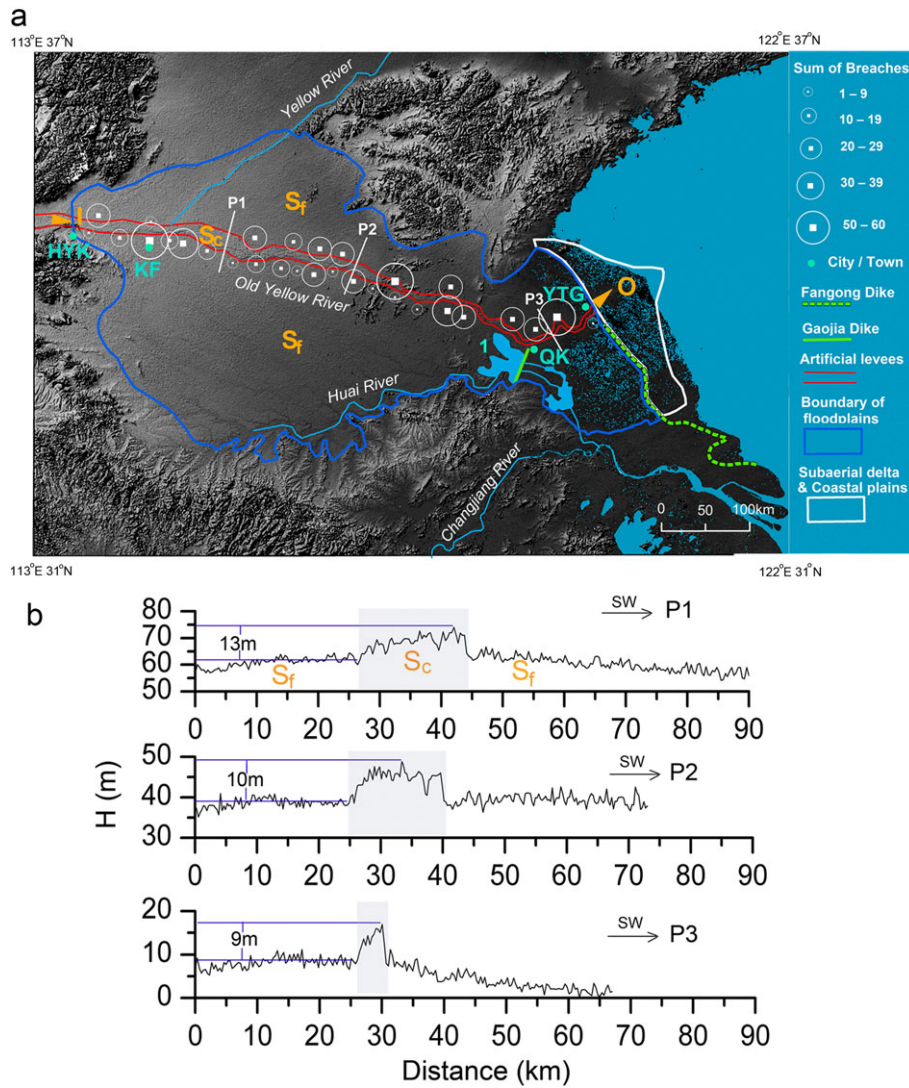 a
113°E 37°N
122°E 37°N
Yellow River
Sf
P1
P2
I
Sc
HYK
KF
Old Yellow River
Sf
P3
YTG
O
1
QK
Huai River
Changjiang River
0 50 100km
113°E 31°N
122°E 31°N
Sum of Breaches
1 – 9
10 – 19
20 – 29
30 – 39
50 – 60
City / Town
Fangong Dike
Gaojia Dike
Artificial levees
Boundary of
floodplains
Subaerial delta
& Coastal plains
b
SW P1
80
70
60
50
13m
Sf
Sc
Sf
0 10 20 30 40 50 60 70 80 90
SW P2
50
40
30
10m
0 10 20 30 40 50 60 70 80 90
H (m)
SW P3
20
10
0
9m
0 10 20 30 40 50 60 70 80 90
Distance (km)